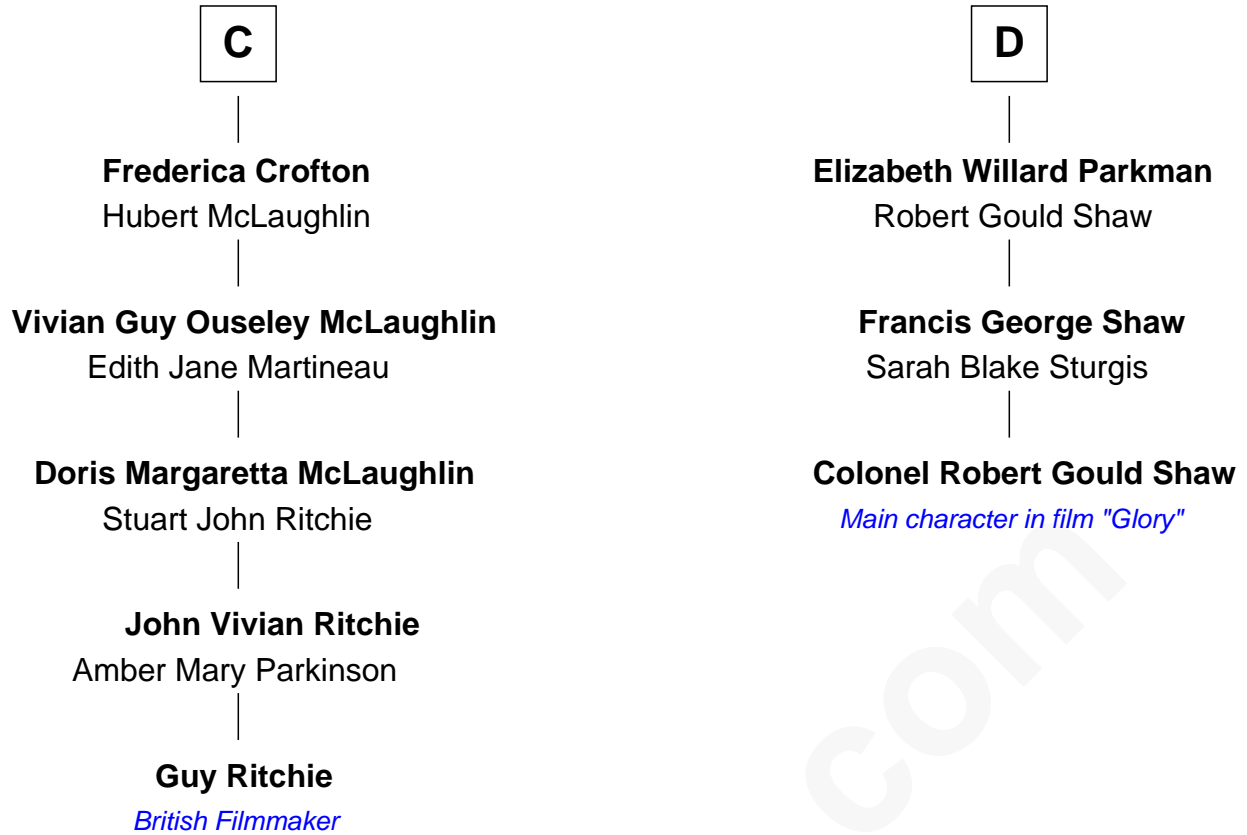 C
Frederica Crofton
Hubert McLaughlin
Vivian Guy Ouseley McLaughlin
Edith Jane Martineau
Doris Margaretta McLaughlin
Stuart John Ritchie
John Vivian Ritchie
Amber Mary Parkinson
Guy Ritchie
British Filmmaker
D
Elizabeth Willard Parkman
Robert Gould Shaw
Francis George Shaw
Sarah Blake Sturgis
Colonel Robert Gould Shaw
Main character in film "Glory"
com